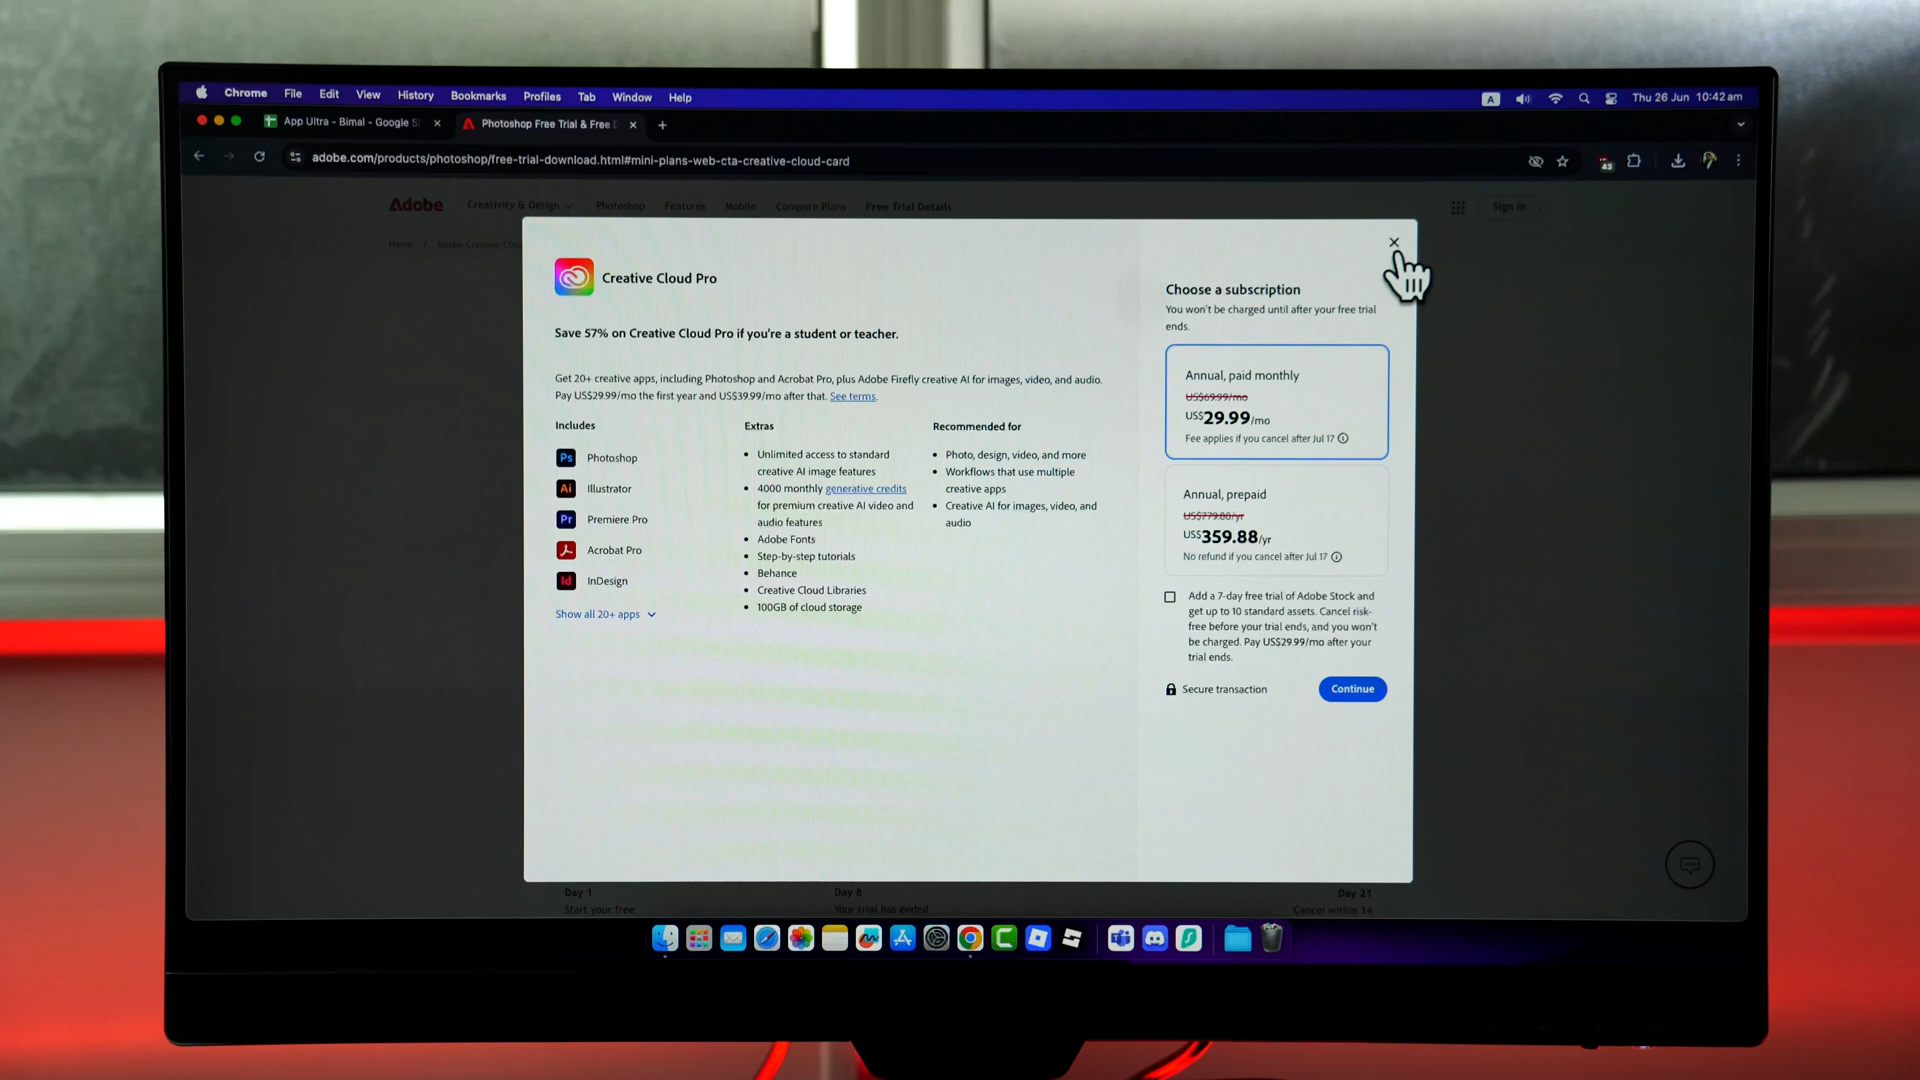 Chrome File Edit View History Bookmarks Profiles Tab Window Help
A
Thu 26 Jun 10:42 am
App Ultra - Bimal - Google S
Photoshop Free Trial & Free
adobe.com/products/photoshop/free-trial-download.html#mini-plans-web-cta-creative-cloud-card
43
Adobe
Creativity & Design
Photoshop
Features
Mobile
Compare Plans
Free Trial Details
Sign in
Home / Adobe Creative Clou
Creative Cloud Pro
Save 57% on Creative Cloud Pro if you're a student or teacher.
Get 20+ creative apps, including Photoshop and Acrobat Pro, plus Adobe Firefly creative AI for images, video, and audio.
Pay US$29.99/mo the first year and US$39.99/mo after that. See terms.
Includes
Ps Photoshop
Ai Illustrator
Pr Premiere Pro
Acrobat Pro
Id InDesign
Show all 20+ apps
Extras
• Unlimited access to standard
creative AI image features
• 4000 monthly generative credits
for premium creative AI video and
audio features
• Adobe Fonts
• Step-by-step tutorials
• Behance
• Creative Cloud Libraries
• 100GB of cloud storage
Recommended for
• Photo, design, video, and more
• Workflows that use multiple
creative apps
• Creative AI for images, video, and
audio
Choose a subscription
You won't be charged until after your free trial
ends.
Annual, paid monthly
US$69.99/mo
US$29.99/mo
Fee applies if you cancel after Jul 17
Annual, prepaid
US$779.88/yr
US$359.88/yr
No refund if you cancel after Jul 17
Add a 7-day free trial of Adobe Stock and
get up to 10 standard assets. Cancel risk-
free before your trial ends, and you won't
be charged. Pay US$29.99/mo after your
trial ends.
Secure transaction
Continue
Day 1
Start your free
Day 8
Your trial has ended
Day 21
Cancel within 14